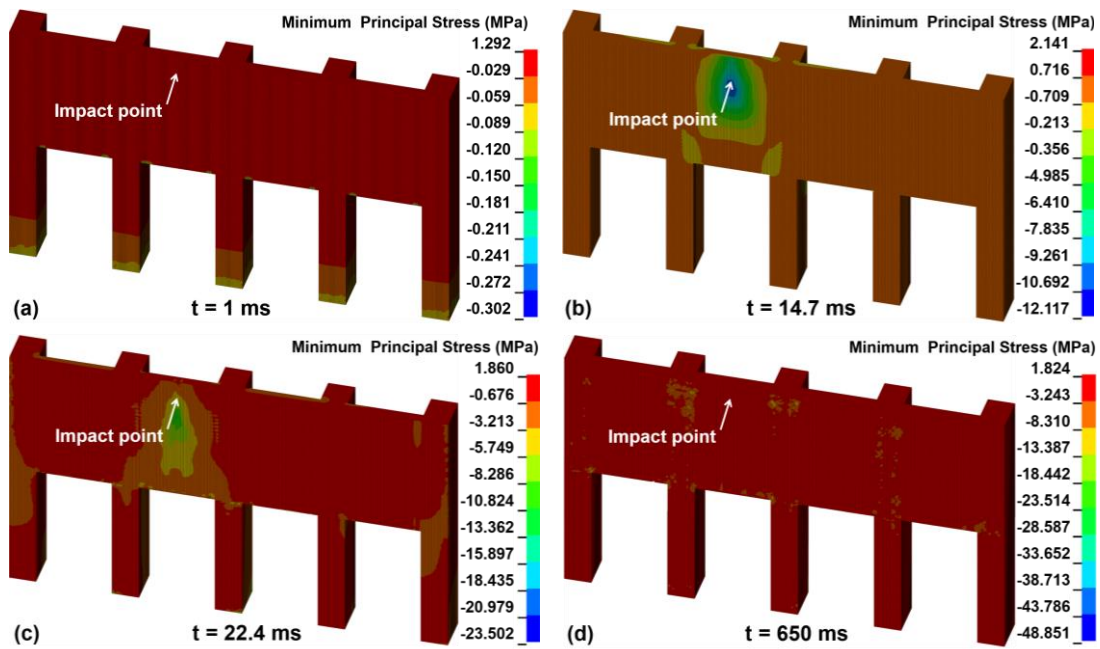 Minimum Principal Stress (MPa)
1.292
-0.029
-0.059
-0.089
-0.120
-0.150
-0.181
-0.211
-0.241
-0.272
-0.302
Impact point
(a)
t = 1 ms
Minimum Principal Stress (MPa)
2.141
0.716
-0.709
-0.213
-0.356
-4.985
-6.410
-7.835
-9.261
-10.692
-12.117
Impact point
(b)
t = 14.7 ms
Minimum Principal Stress (MPa)
1.860
-0.676
-3.213
-5.749
-8.286
-10.824
-13.362
-15.897
-18.435
-20.979
-23.502
Impact point
(c)
t = 22.4 ms
Minimum Principal Stress (MPa)
1.824
-3.243
-8.310
-13.387
-18.442
-23.514
-28.587
-33.652
-38.713
-43.786
-48.851
Impact point
(d)
t = 650 ms